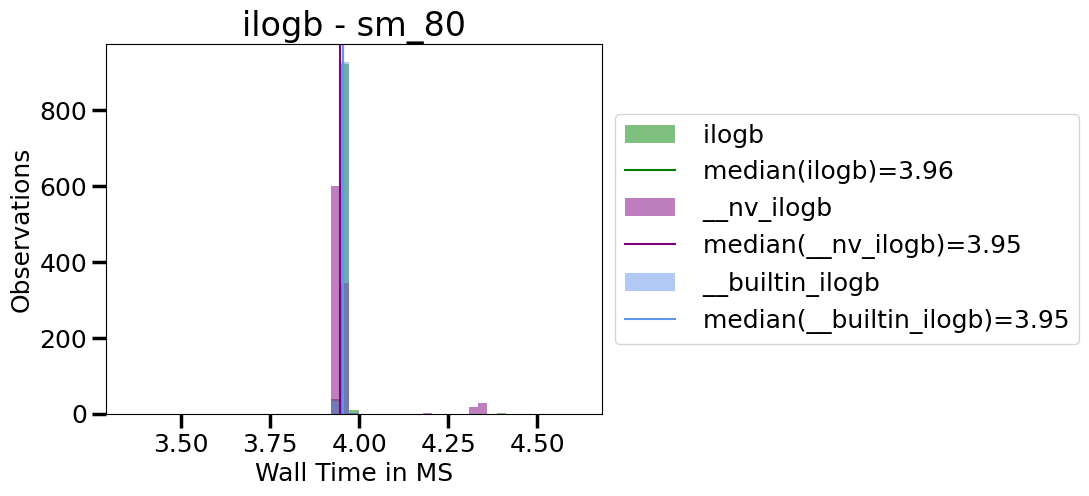 ilogb - sm_80
Observations
800
600
400
200
0
3.50 3.75 4.00 4.25 4.50
Wall Time in MS
ilogb
median(ilogb)=3.96
__nv_ilogb
median(__nv_ilogb)=3.95
__builtin_ilogb
median(__builtin_ilogb)=3.95